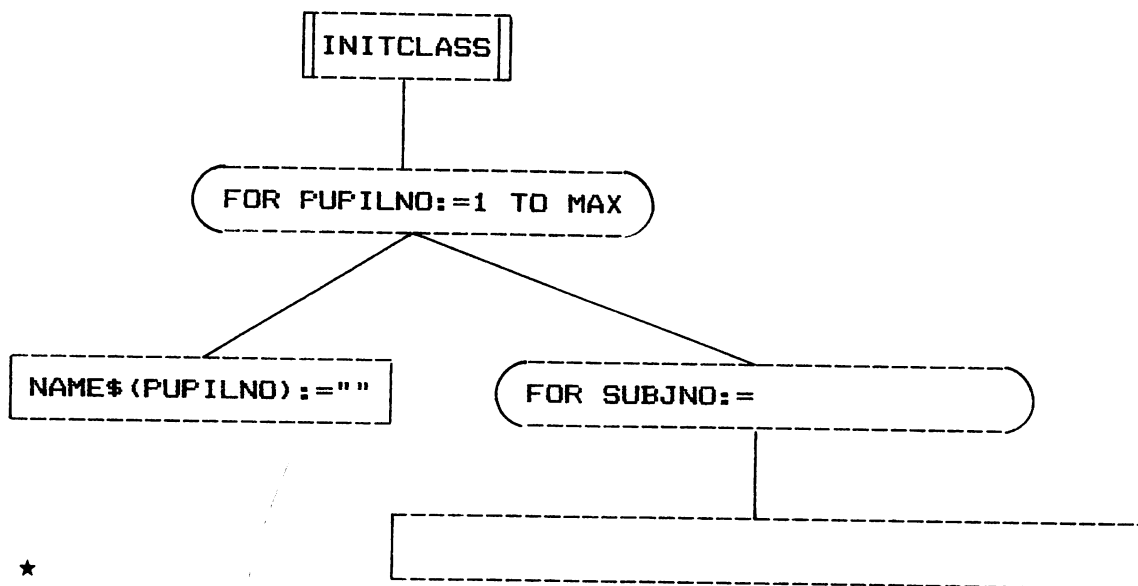 INITCLASS
FOR PUPILNO:=1 TO MAX
NAME$(PUPILNO):=""
FOR SUBJNO:=
★